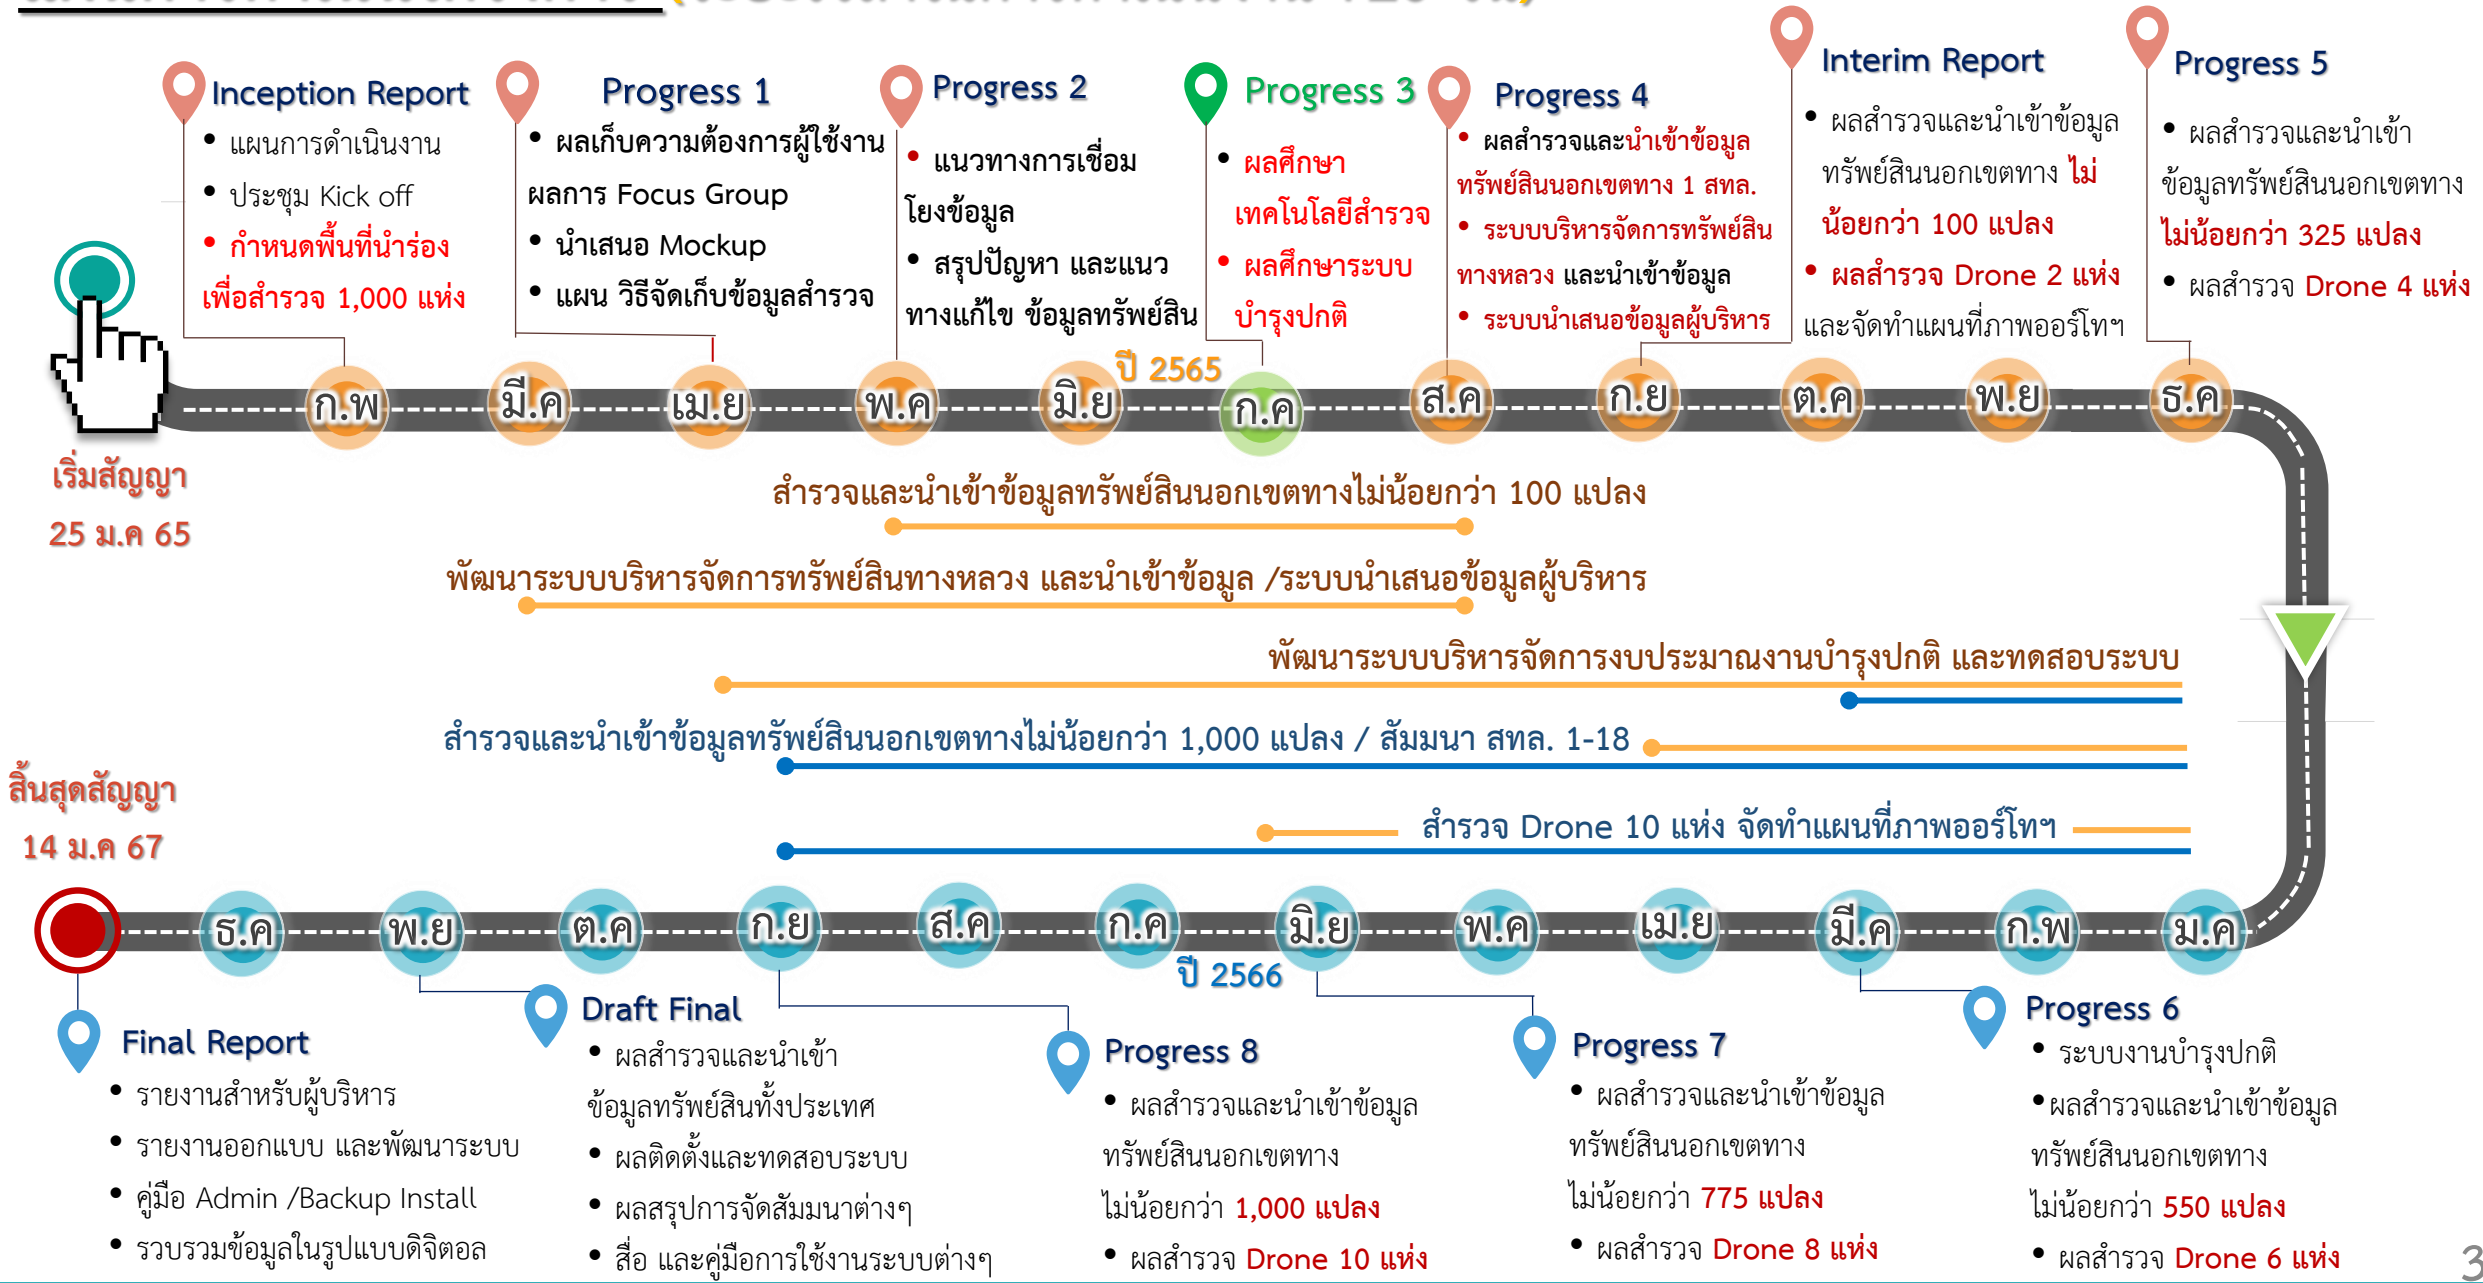 Inception Report
• แผนการดำเนินงาน
• ประชุม Kick off
• กำหนดพื้นที่นำร่อง
เพื่อสำรวจ 1,000 แห่ง
Progress 1
• ผลเก็บความต้องการผู้ใช้งาน
ผลการ Focus Group
• นำเสนอ Mockup
• แผน วิธีจัดเก็บข้อมูลสำรวจ
Progress 2
• แนวทางการเชื่อม
โยงข้อมูล
• สรุปปัญหา และแนว
ทางแก้ไข ข้อมูลทรัพย์สิน
Progress 3
• ผลศึกษา
เทคโนโลยีสำรวจ
• ผลศึกษาระบบ
บำรุงปกติ
Progress 4
• ผลสำรวจและนำเข้าข้อมูล
ทรัพย์สินนอกเขตทาง 1 สทล.
• ระบบบริหารจัดการทรัพย์สิน
ทางหลวง และนำเข้าข้อมูล
• ระบบนำเสนอข้อมูลผู้บริหาร
Interim Report
• ผลสำรวจและนำเข้าข้อมูล
ทรัพย์สินนอกเขตทาง ไม่
น้อยกว่า 100 แปลง
• ผลสำรวจ Drone 2 แห่ง
และจัดทำแผนที่ภาพออร์โทฯ
Progress 5
• ผลสำรวจและนำเข้า
ข้อมูลทรัพย์สินนอกเขตทาง
ไม่น้อยกว่า 325 แปลง
• ผลสำรวจ Drone 4 แห่ง
ปี 2565
ก.พ มี.ค เม.ย พ.ค มิ.ย ก.ค ส.ค ก.ย ต.ค พ.ย ธ.ค
เริ่มสัญญา
25 ม.ค 65
สำรวจและนำเข้าข้อมูลทรัพย์สินนอกเขตทางไม่น้อยกว่า 100 แปลง
พัฒนาระบบบริหารจัดการทรัพย์สินทางหลวง และนำเข้าข้อมูล /ระบบนำเสนอข้อมูลผู้บริหาร
พัฒนาระบบบริหารจัดการงบประมาณงานบำรุงปกติ และทดสอบระบบ
สำรวจและนำเข้าข้อมูลทรัพย์สินนอกเขตทางไม่น้อยกว่า 1,000 แปลง / สัมมนา สทล. 1-18
สำรวจ Drone 10 แห่ง จัดทำแผนที่ภาพออร์โทฯ
สิ้นสุดสัญญา
14 ม.ค 67
ธ.ค พ.ย ต.ค ก.ย ส.ค ก.ค มิ.ย พ.ค เม.ย มี.ค ก.พ ม.ค
ปี 2566
Final Report
• รายงานสำหรับผู้บริหาร
• รายงานออกแบบ และพัฒนาระบบ
• คู่มือ Admin /Backup Install
• รวบรวมข้อมูลในรูปแบบดิจิตอล
Draft Final
• ผลสำรวจและนำเข้า
ข้อมูลทรัพย์สินทั้งประเทศ
• ผลติดตั้งและทดสอบระบบ
• ผลสรุปการจัดสัมมนาต่างๆ
• สื่อ และคู่มือการใช้งานระบบต่างๆ
Progress 8
• ผลสำรวจและนำเข้าข้อมูล
ทรัพย์สินนอกเขตทาง
ไม่น้อยกว่า 1,000 แปลง
• ผลสำรวจ Drone 10 แห่ง
Progress 7
• ผลสำรวจและนำเข้าข้อมูล
ทรัพย์สินนอกเขตทาง
ไม่น้อยกว่า 775 แปลง
• ผลสำรวจ Drone 8 แห่ง
Progress 6
• ระบบงานบำรุงปกติ
•ผลสำรวจและนำเข้าข้อมูล
ทรัพย์สินนอกเขตทาง
ไม่น้อยกว่า 550 แปลง
• ผลสำรวจ Drone 6 แห่ง
3